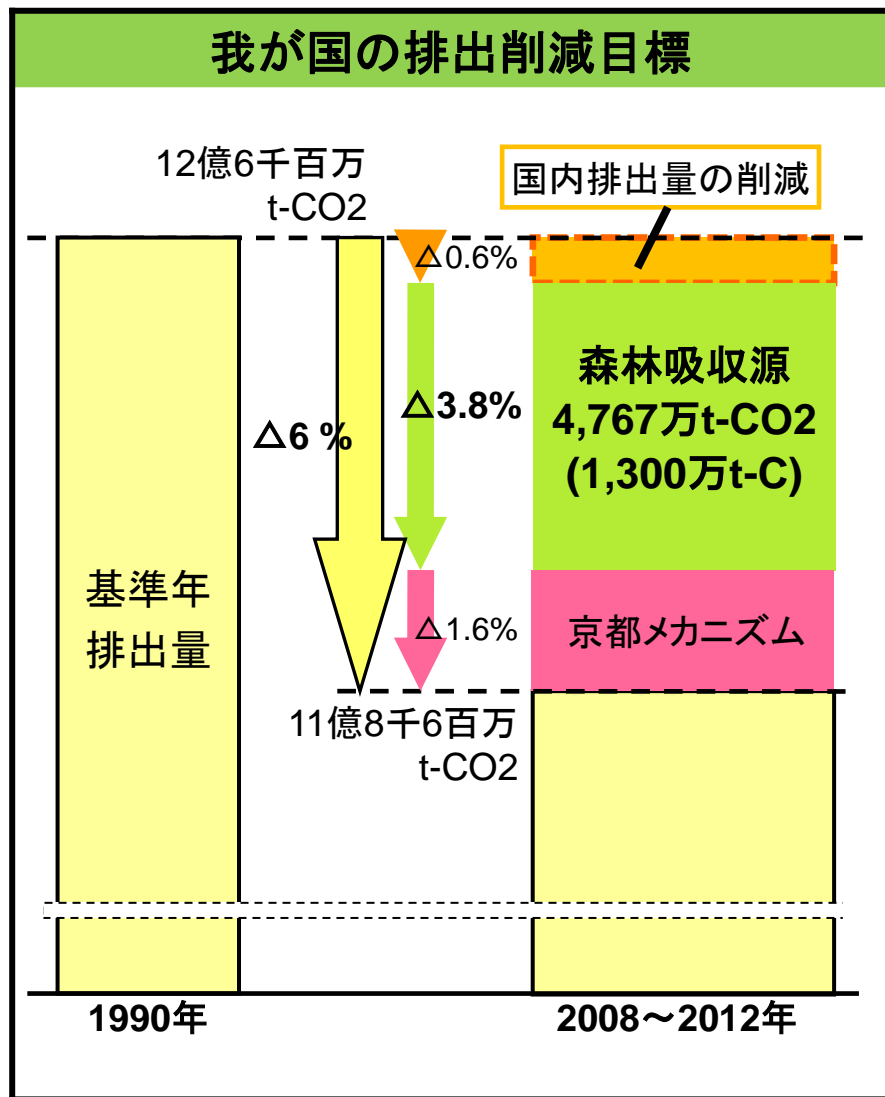 我が国の排出削減目標
12億6千百万
t-CO2
国内排出量の削減
△0.6%
森林吸収源
4,767万t-CO2
(1,300万t-C)
△3.8%
△6 %
基準年
排出量
△1.6%
京都メカニズム
11億8千6百万
t-CO2
1990年
2008～2012年